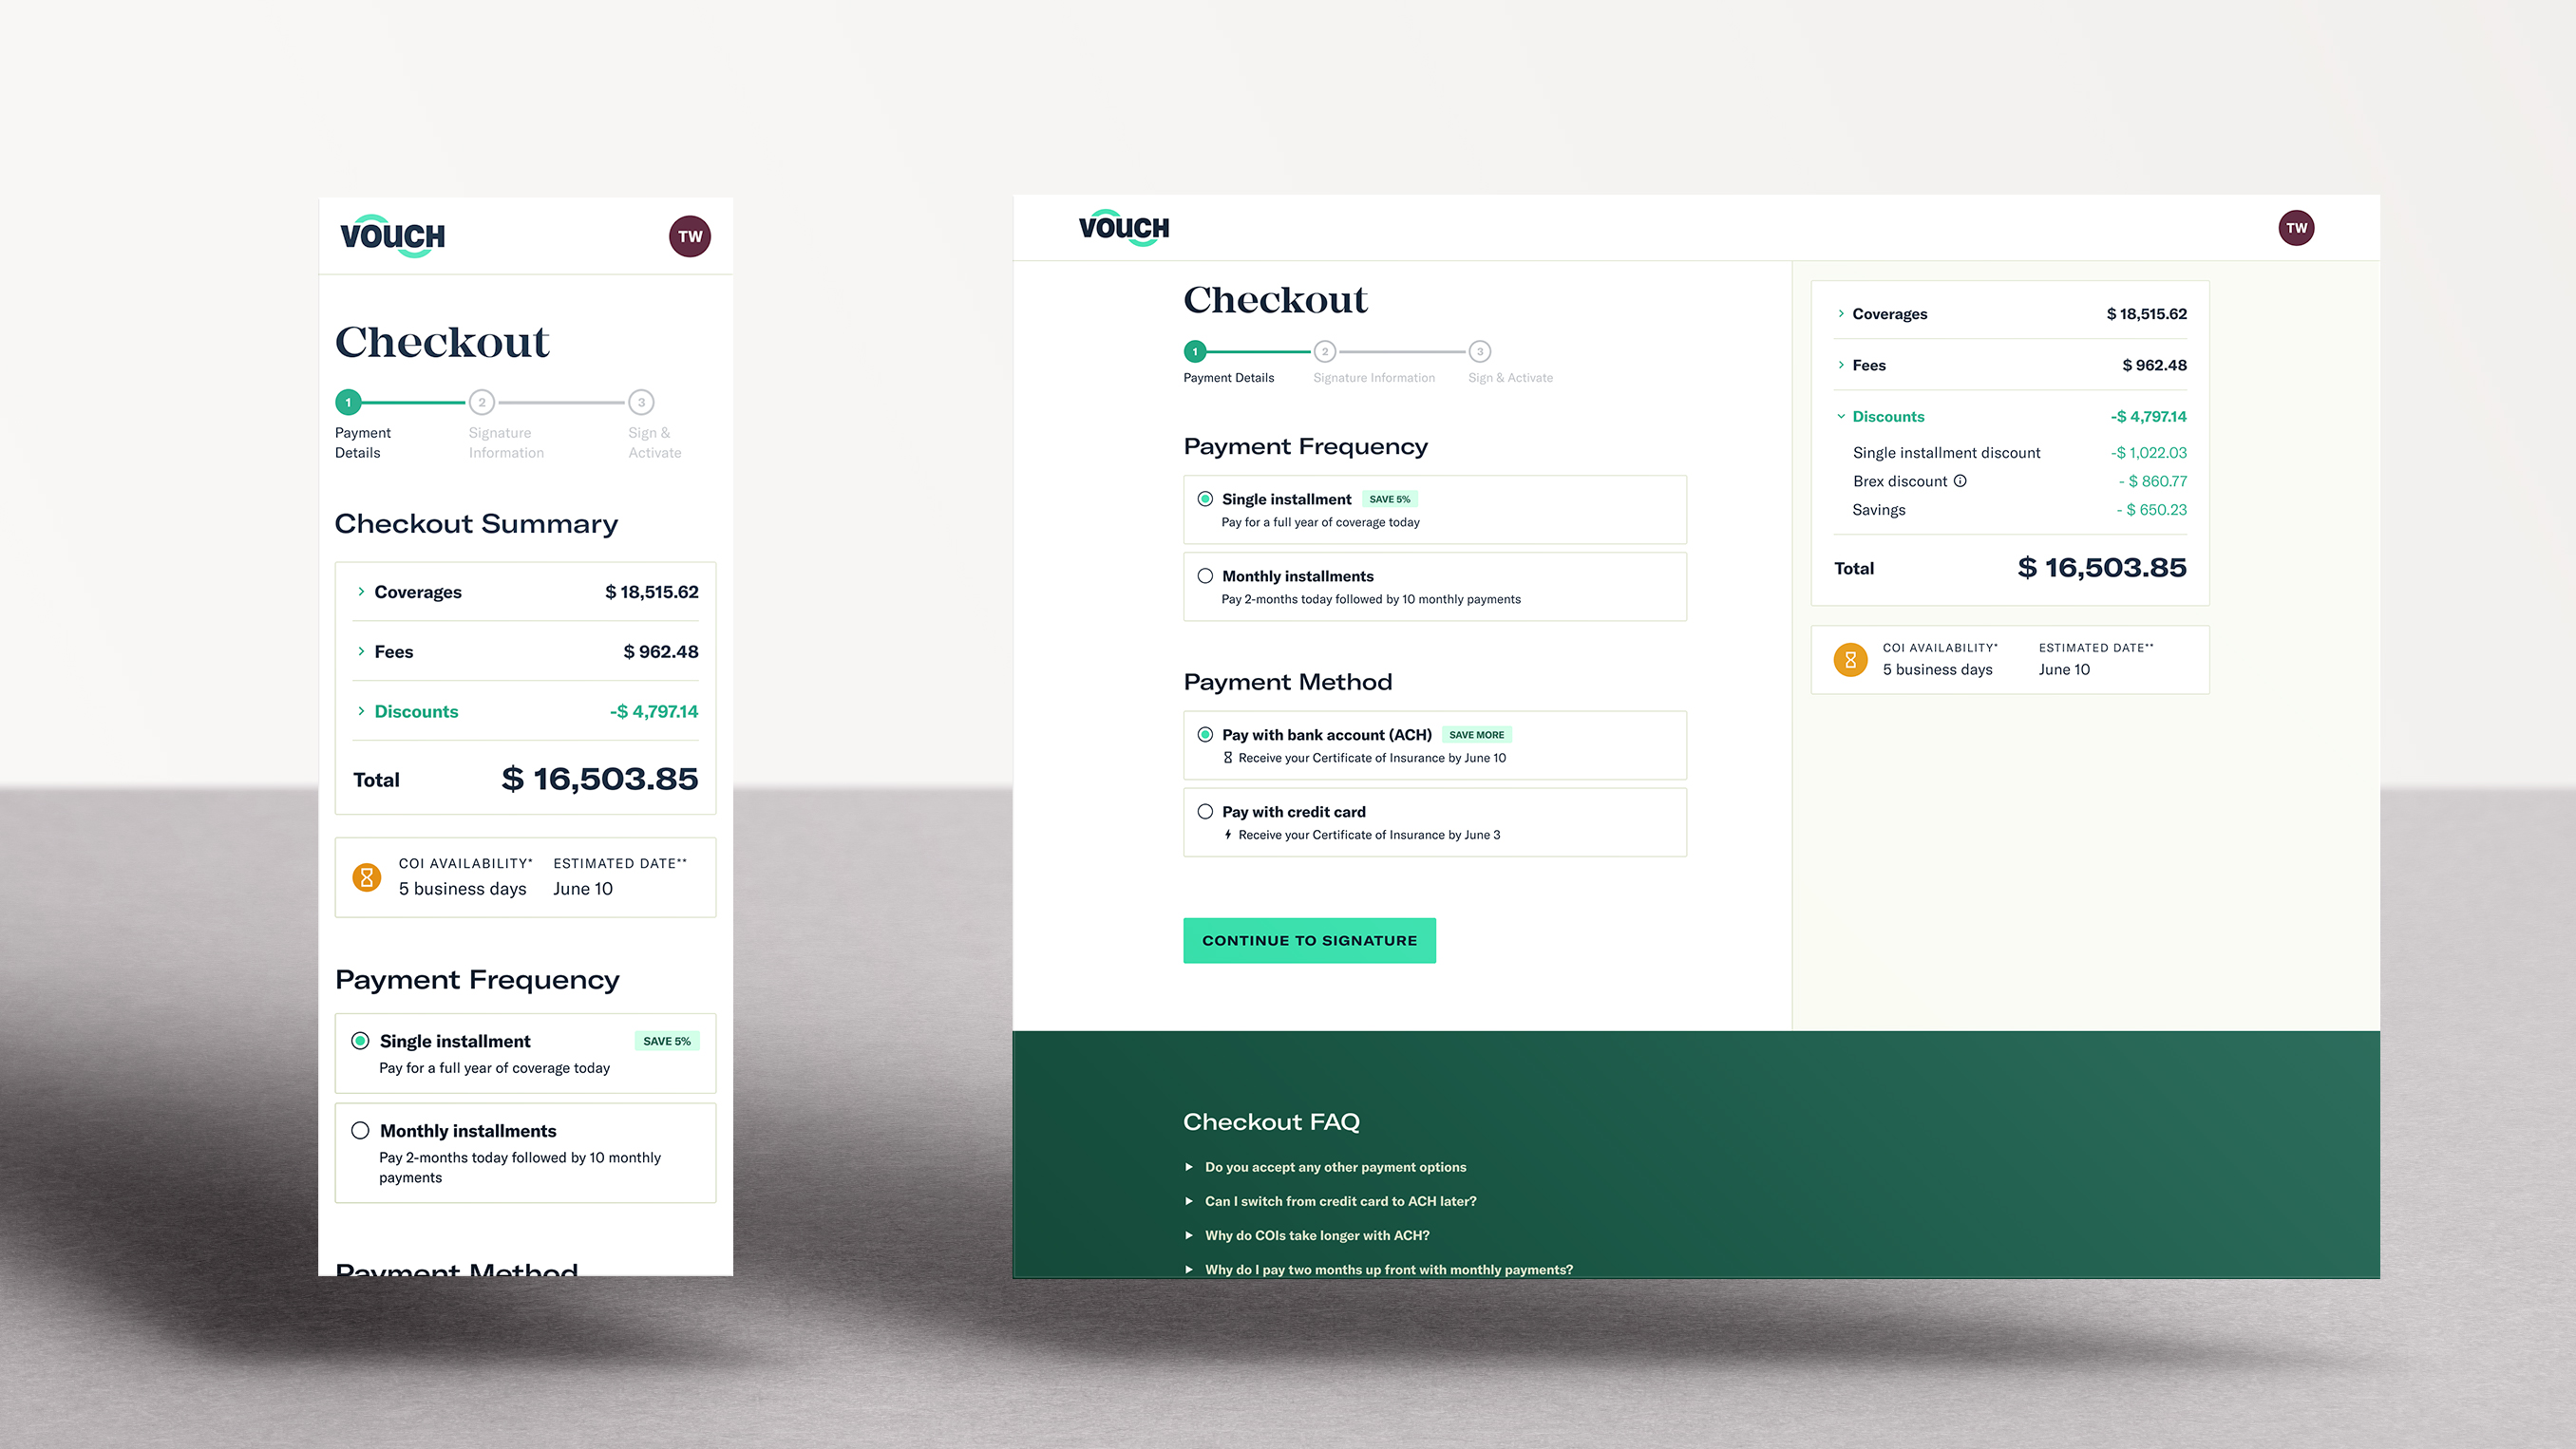 VOUCH
TW
Checkout
1
2
3
Payment
Details
Signature
Information
Sign &
Activate
Checkout Summary
Coverages $ 18,515.62
Fees $ 962.48
Discounts -$ 4,797.14
Total $ 16,503.85
COI AVAILABILITY* ESTIMATED DATE**
5 business days June 10
Payment Frequency
Single installment SAVE 5%
Pay for a full year of coverage today
Monthly installments
Pay 2-months today followed by 10 monthly
payments
Payment Method
VOUCH
TW
Checkout
1
2
3
Payment Details
Signature Information
Sign & Activate
Payment Frequency
Single installment SAVE 5%
Pay for a full year of coverage today
Monthly installments
Pay 2-months today followed by 10 monthly payments
Payment Method
Pay with bank account (ACH) SAVE MORE
Receive your Certificate of Insurance by June 10
Pay with credit card
Receive your Certificate of Insurance by June 3
CONTINUE TO SIGNATURE
Coverages $ 18,515.62
Fees $ 962.48
Discounts -$ 4,797.14
Single installment discount -$ 1,022.03
Brex discount - $ 860.77
Savings - $ 650.23
Total $ 16,503.85
COI AVAILABILITY* ESTIMATED DATE**
5 business days June 10
Checkout FAQ
Do you accept any other payment options
Can I switch from credit card to ACH later?
Why do COIs take longer with ACH?
Why do I pay two months up front with monthly payments?